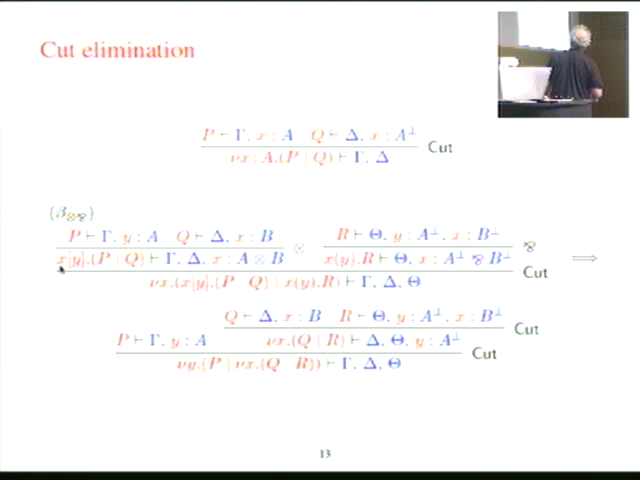 Cut elimination
P ⊢ Γ, x : A    Q ⊢ Δ, x : A⊥
νx : A.(P | Q) ⊢ Γ, Δ    Cut
(β⊗⅋)
P ⊢ Γ, y : A    Q ⊢ Δ, x : B    R ⊢ Θ, y : A⊥, x : B⊥
x[y].(P | Q) ⊢ Γ, Δ, x : A ⊗ B    ⊗    x(y).R ⊢ Θ, x : A⊥ ⅋ B⊥    ⅋
νx.(x[y].(P | Q) | x(y).R) ⊢ Γ, Δ, Θ    Cut    ⟹
Q ⊢ Δ, x : B    R ⊢ Θ, y : A⊥, x : B⊥
P ⊢ Γ, y : A    νx.(Q | R) ⊢ Δ, Θ, y : A⊥    Cut
νy.(P | νx.(Q | R)) ⊢ Γ, Δ, Θ    Cut
13